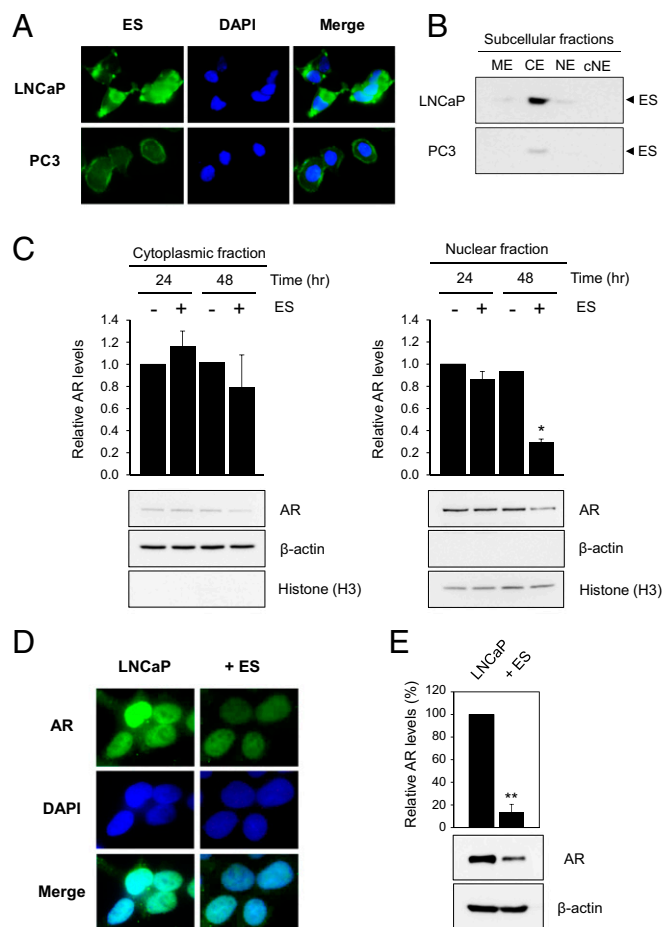 A
ES DAPI Merge
LNCaP
PC3
B
Subcellular fractions
ME CE NE cNE
LNCaP ◄ ES
PC3 ◄ ES
C
Cytoplasmic fraction
24 48 Time (hr)
- + - + ES
Relative AR levels
1.4
1.2
1.0
0.8
0.6
0.4
0.2
0.0
AR
β-actin
Histone (H3)
Nuclear fraction
24 48 Time (hr)
- + - + ES
Relative AR levels
1.4
1.2
1.0
0.8
0.6
0.4
0.2
0.0
*
AR
β-actin
Histone (H3)
D
LNCaP + ES
AR
DAPI
Merge
E
LNCaP + ES
Relative AR levels (%)
120
100
80
60
40
20
0
**
AR
β-actin